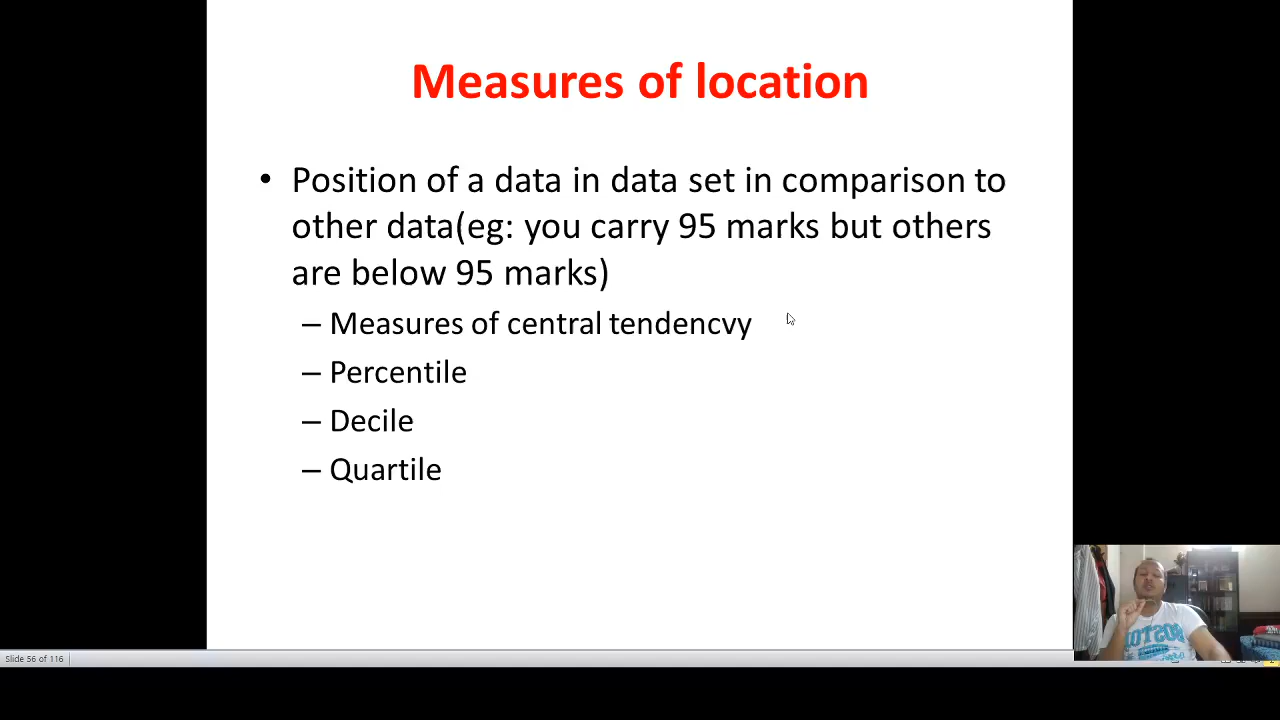 Measures of location
• Position of a data in data set in comparison to
other data(eg: you carry 95 marks but others
are below 95 marks)
– Measures of central tendencvy
– Percentile
– Decile
– Quartile
Slide 56 of 116